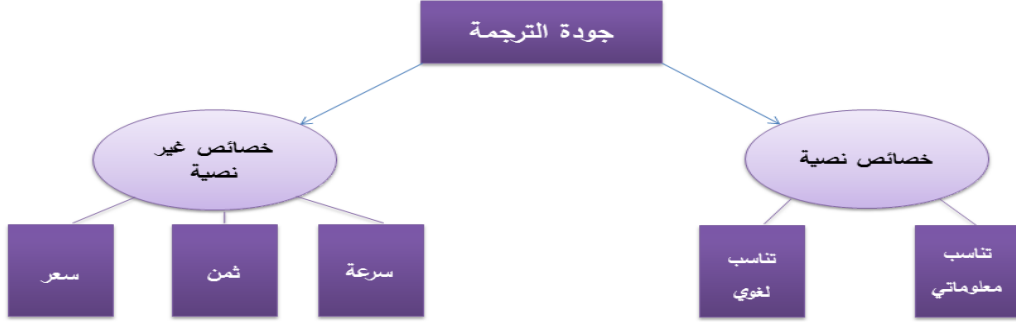 جودة الترجمة
خصائص نصية
خصائص غير
نصية
تناسب
معلوماتي
تناسب
لغوي
سرعة
ثمن
سعر